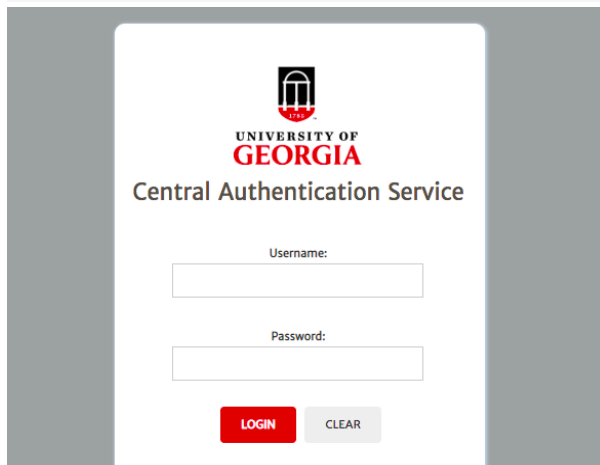 1785
UNIVERSITY OF
GEORGIA
Central Authentication Service
Username:
Password:
LOGIN CLEAR